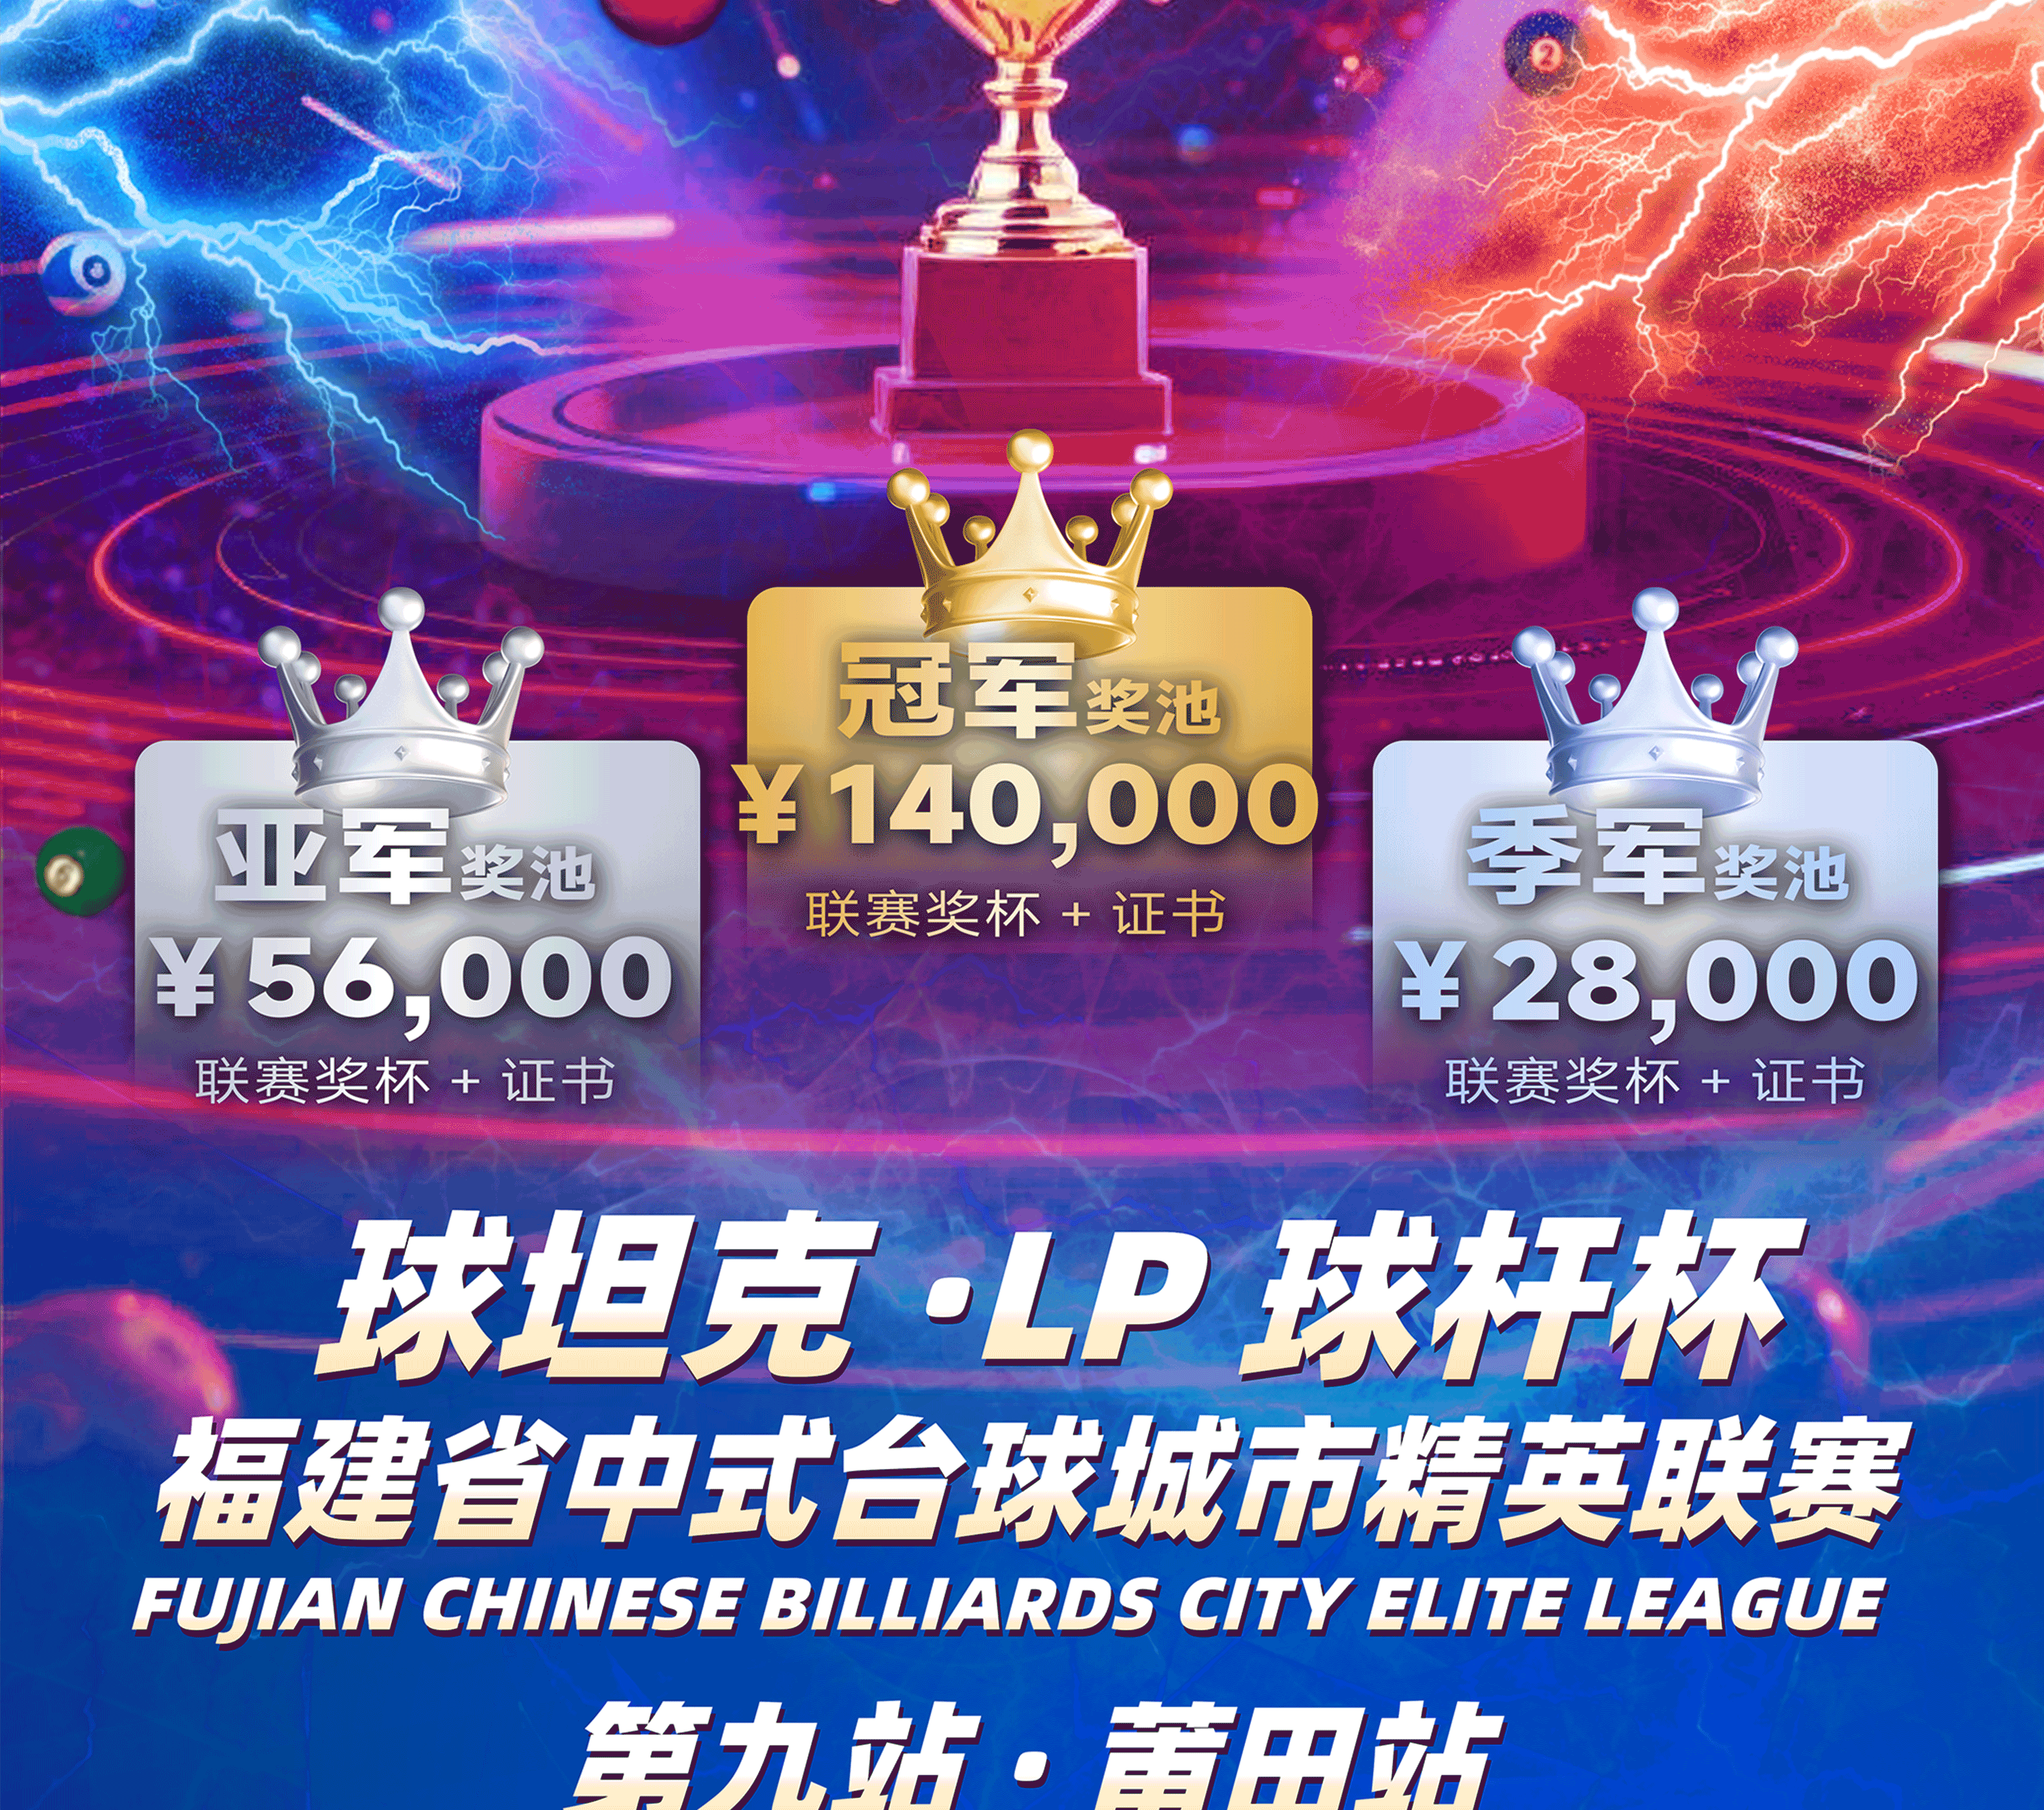 冠军奖池
¥140,000
联赛奖杯 + 证书
亚军奖池
¥56,000
联赛奖杯 + 证书
季军奖池
¥28,000
联赛奖杯 + 证书
球坦克·LP 球杆杯
福建省中式台球城市精英联赛
FUJIAN CHINESE BILLIARDS CITY ELITE LEAGUE
第九站·莆田站
2